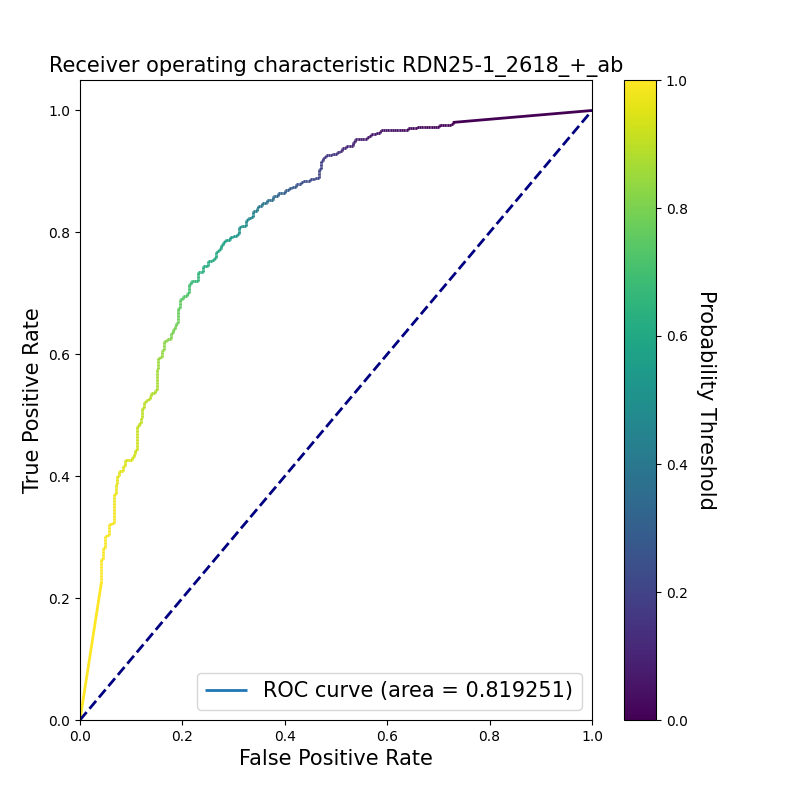 Receiver operating characteristic RDN25-1_2618_+_ab
1.0
0.8
0.6
0.4
0.2
0.0
True Positive Rate
0.0 0.2 0.4 0.6 0.8 1.0
False Positive Rate
ROC curve (area = 0.819251)
1.0
0.8
0.6
0.4
0.2
0.0
Probability Threshold